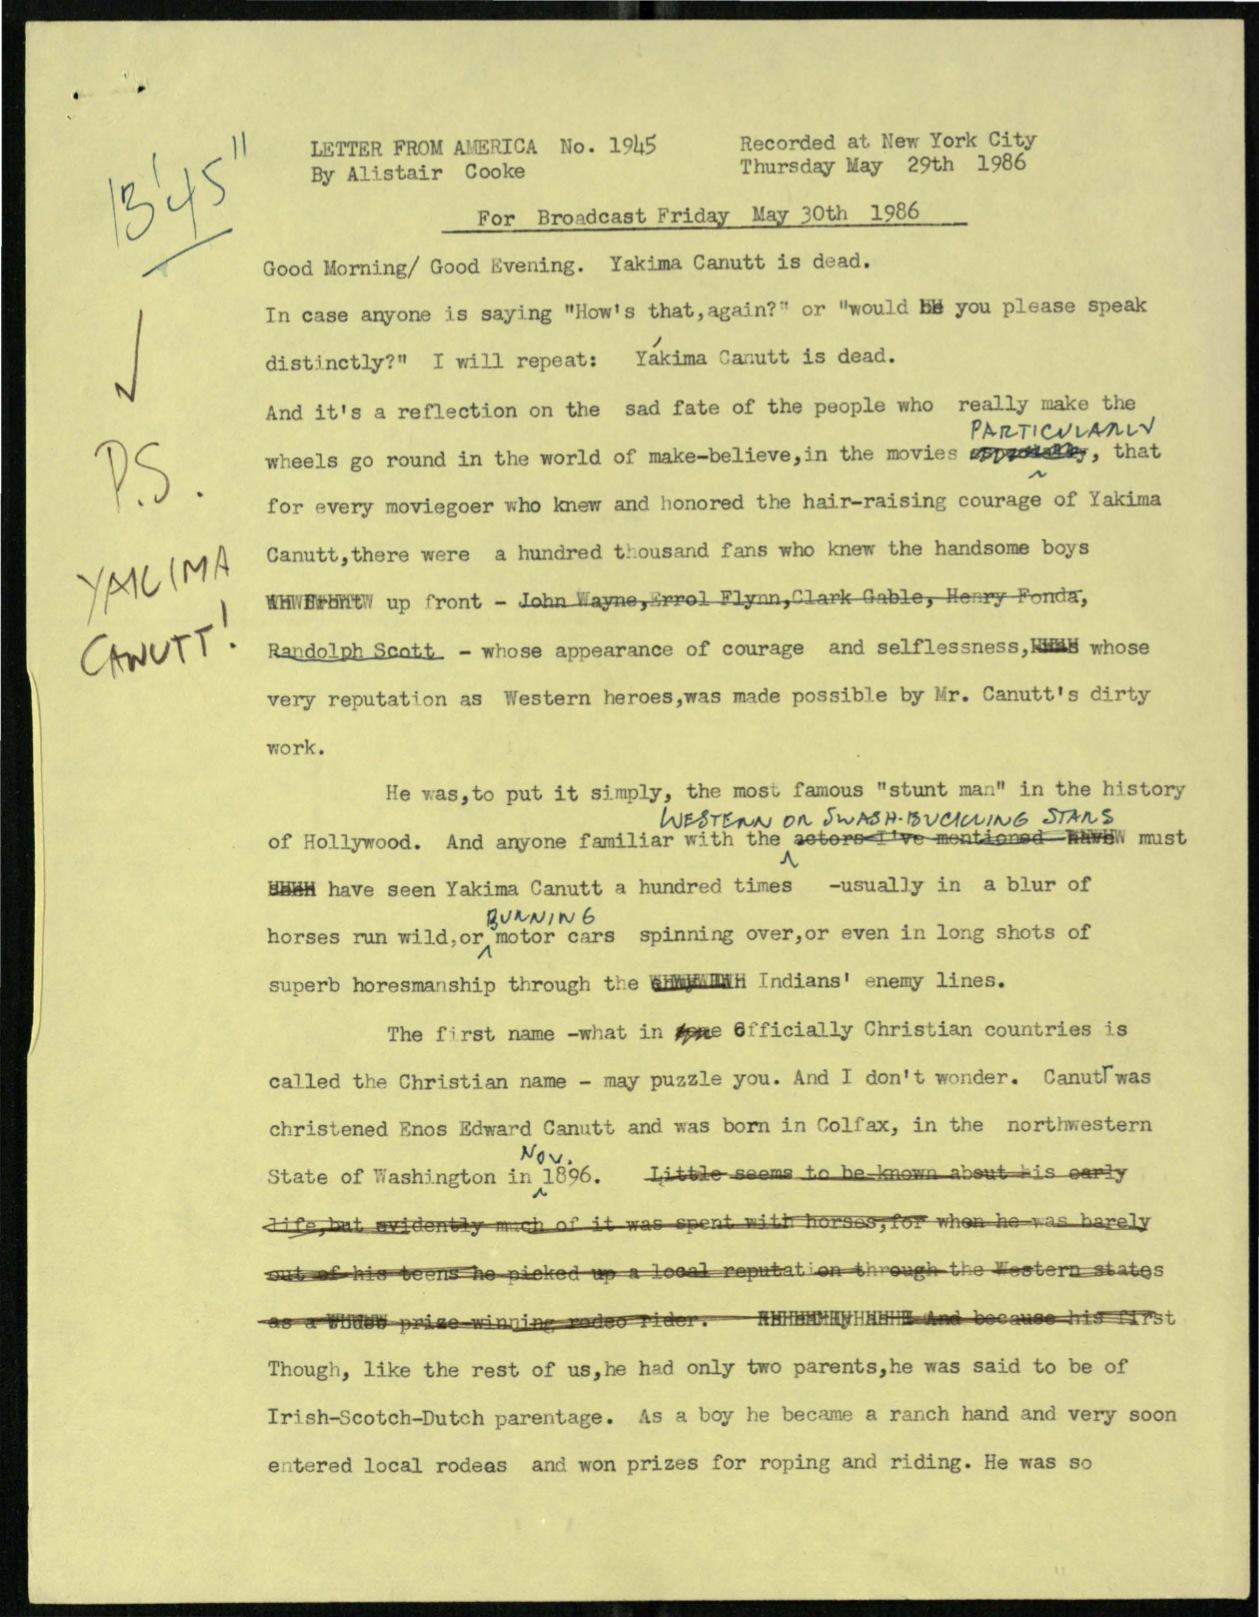 13'45"
LETTER FROM AMERICA No. 1945 Recorded at New York City
By Alistair Cooke Thursday May 29th 1986
For Broadcast Friday May 30th 1986
Good Morning/ Good Evening. Yakima Canutt is dead.
In case anyone is saying "How's that,again?" or "would you please speak
distinctly?" I will repeat: Yákima Canutt is dead.
And it's a reflection on the sad fate of the people who really make the
PARTICULARLY
wheels go round in the world of make-believe,in the movies , that
P.S.
for every moviegoer who knew and honored the hair-raising courage of Yakima
Canutt,there were a hundred thousand fans who knew the handsome boys
YAKIMA
CANUTT!
up front - John Wayne,Errol Flynn,Clark Gable, Henry Fonda,
Randolph Scott - whose appearance of courage and selflessness, whose
very reputation as Western heroes,was made possible by Mr. Canutt's dirty
work.
He was,to put it simply, the most famous "stunt man" in the history
WESTERN OR SWASH-BUCKLING STARS
of Hollywood. And anyone familiar with the actors I've mentioned have must
have seen Yakima Canutt a hundred times -usually in a blur of
BURNING
horses run wild,or motor cars spinning over,or even in long shots of
superb horesmanship through the Indians' enemy lines.
The first name -what in officially Christian countries is
called the Christian name - may puzzle you. And I don't wonder. Canutt was
christened Enos Edward Canutt and was born in Colfax, in the northwestern
Nov.
State of Washington in 1896. Little seems to be known about his early
life,but evidently much of it was spent with horses,for when he was barely
out of his teens he picked up a local reputation through the Western states
as a prize-winning rodeo rider. And because his first
Though, like the rest of us,he had only two parents,he was said to be of
Irish-Scotch-Dutch parentage. As a boy he became a ranch hand and very soon
entered local rodeos and won prizes for roping and riding. He was so